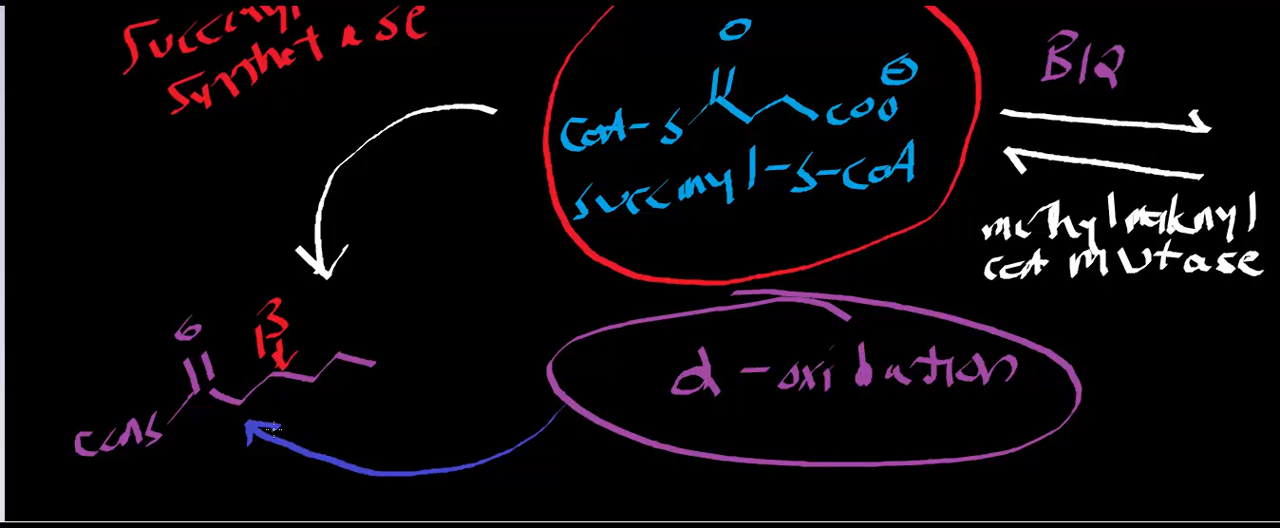 Succinyl
Synthetase
O
B12
⊖
CoA-S
COO
succinyl-S-CoA
methylmalonyl
CoA mutase
O
β
CoAS
α-oxidation